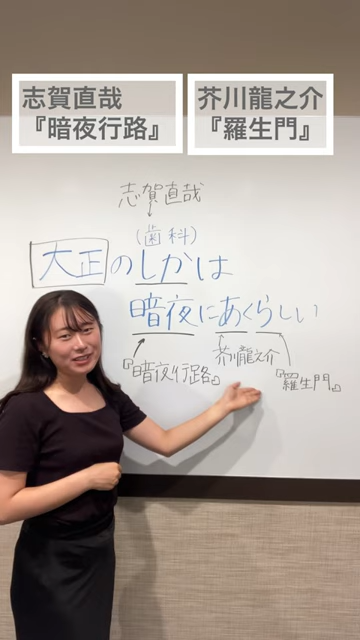 志賀直哉
『暗夜行路』
芥川龍之介
『羅生門』
志賀直哉
(歯科)
大正のしかは
暗夜にあくらしい
『暗夜行路』
芥川龍之介
『羅生門』